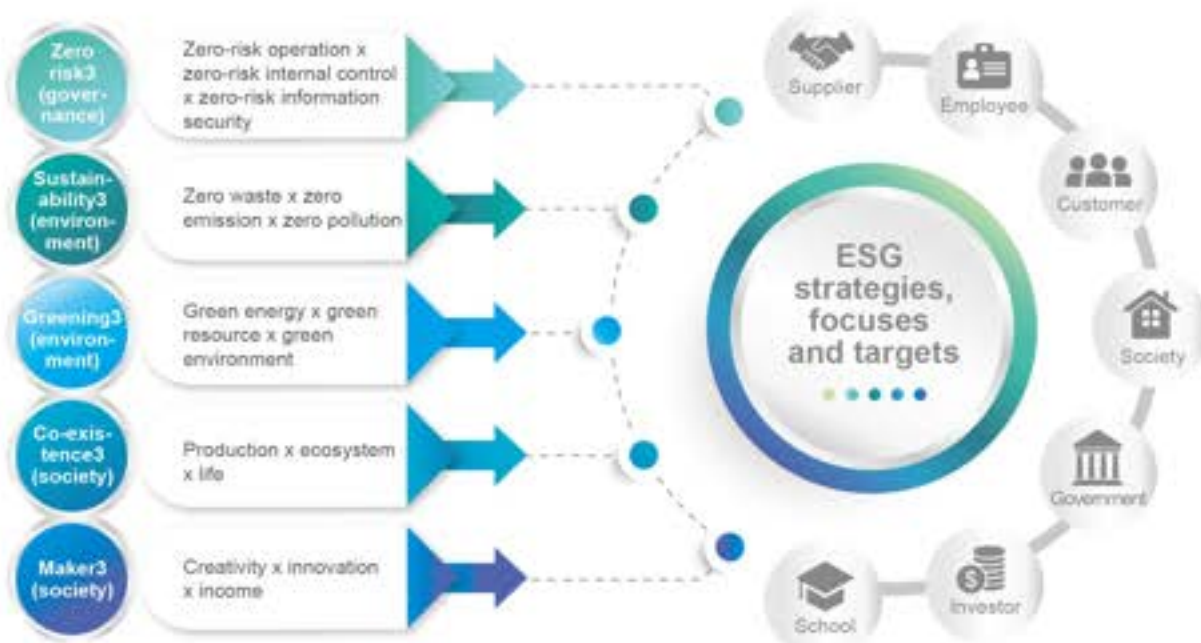 Zero
risk3
(gover-
nance)
Zero-risk operation x
zero-risk internal control
x zero-risk information
security
Sustain-
ability3
(environ-
ment)
Zero waste x zero
emission x zero pollution
Greening3
(environ-
ment)
Green energy x green
resource x green
environment
Co-exis-
tence3
(society)
Production x ecosystem
x life
Maker3
(society)
Creativity x innovation
x income
ESG
strategies,
focuses
and targets
Supplier
Employee
Customer
Society
Government
Investor
School